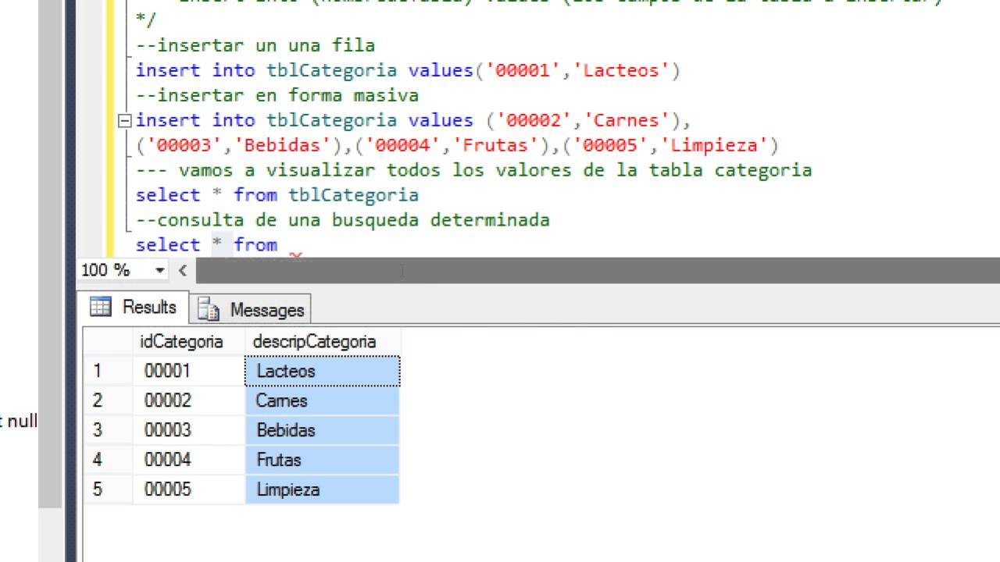 */
--insertar un una fila
insert into tblCategoria values('00001','Lacteos')
--insertar en forma masiva
insert into tblCategoria values ('00002','Carnes'),
('00003','Bebidas'),('00004','Frutas'),('00005','Limpieza')
--- vamos a visualizar todos los valores de la tabla categoria
select * from tblCategoria
--consulta de una busqueda determinada
select * from
100 %
Results Messages
idCategoria descripCategoria
1 00001 Lacteos
2 00002 Carnes
t null
3 00003 Bebidas
4 00004 Frutas
5 00005 Limpieza